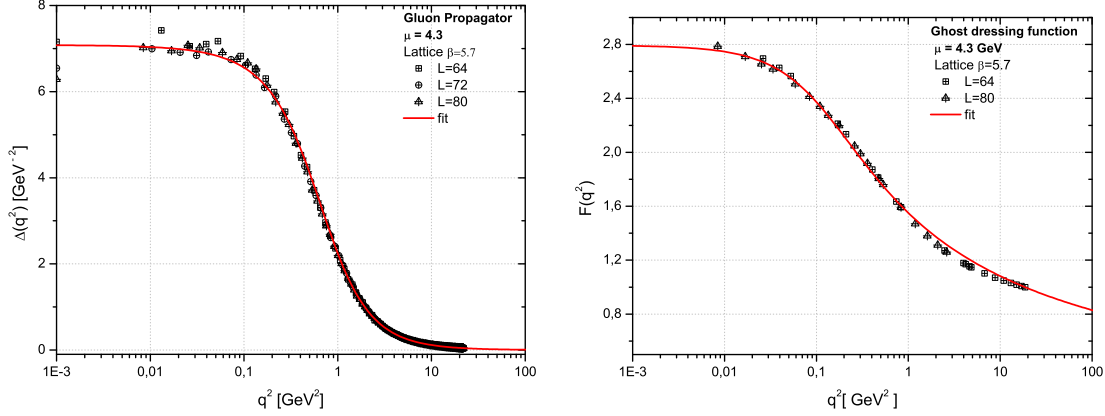 Gluon Propagator
μ = 4.3
Lattice β=5.7
L=64
L=72
L=80
fit
8
6
4
2
0
Δ(q²) [GeV⁻²]
1E-3 0,01 0,1 1 10 100
q² [GeV²]
Ghost dressing function
μ = 4.3 GeV
Lattice β=5.7
L=64
L=80
fit
2,8
2,4
2,0
1,6
1,2
0,8
F(q²)
1E-3 0,01 0,1 1 10 100
q²[ GeV² ]